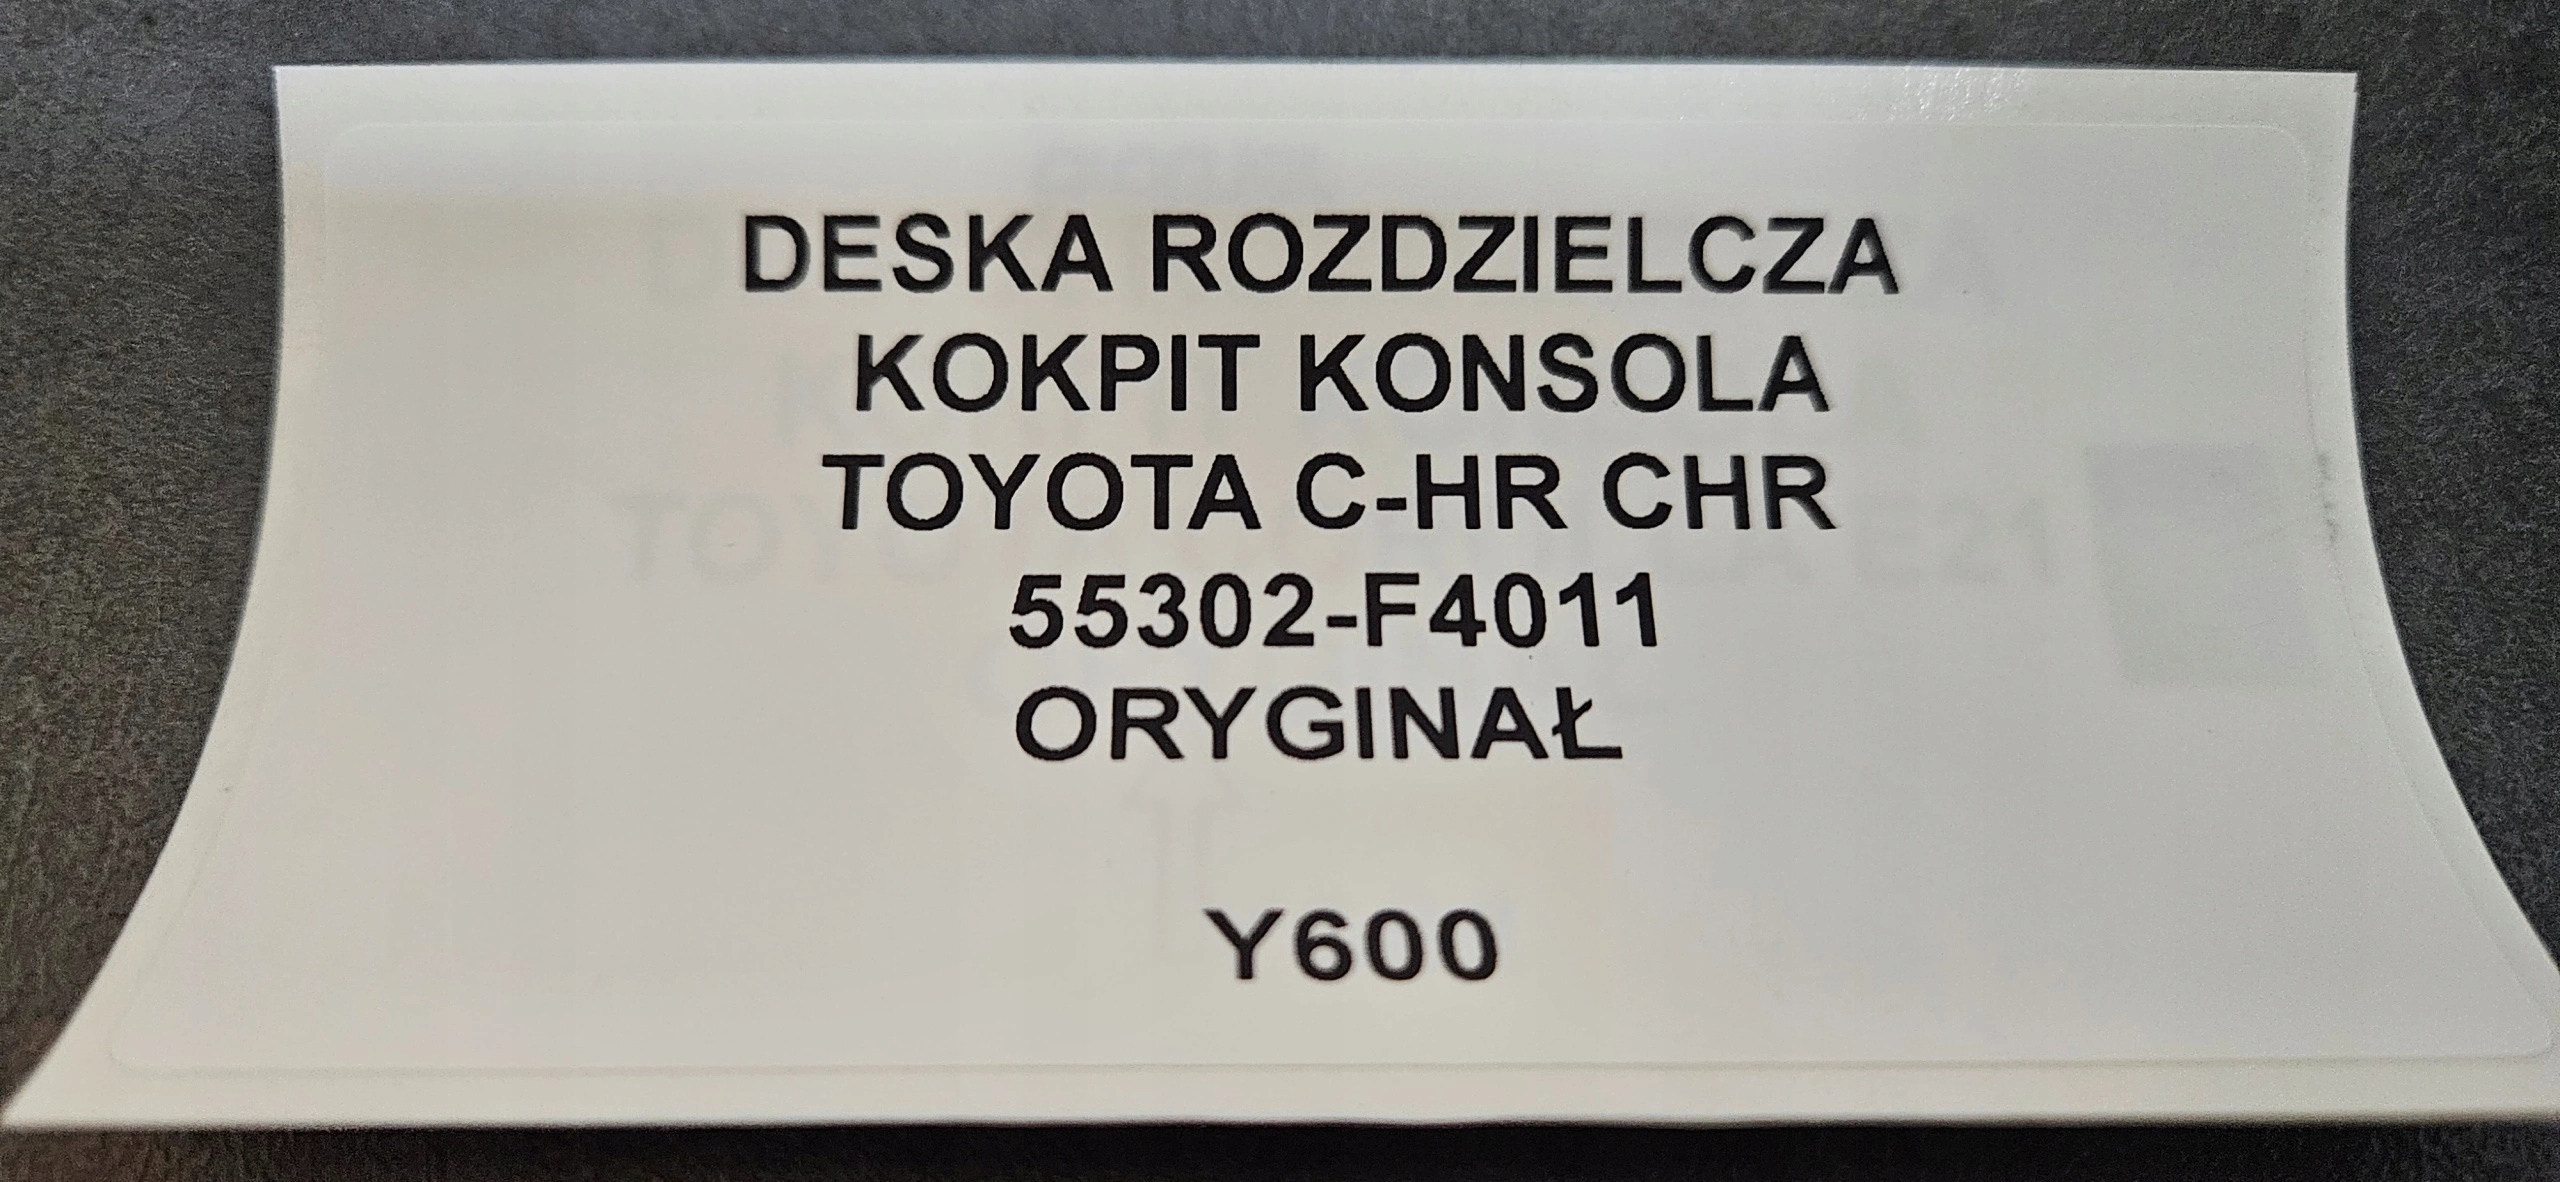 DESKA ROZDZIELCZA
KOKPIT KONSOLA
TOYOTA C-HR CHR
55302-F4011
ORYGINAŁ
Y600